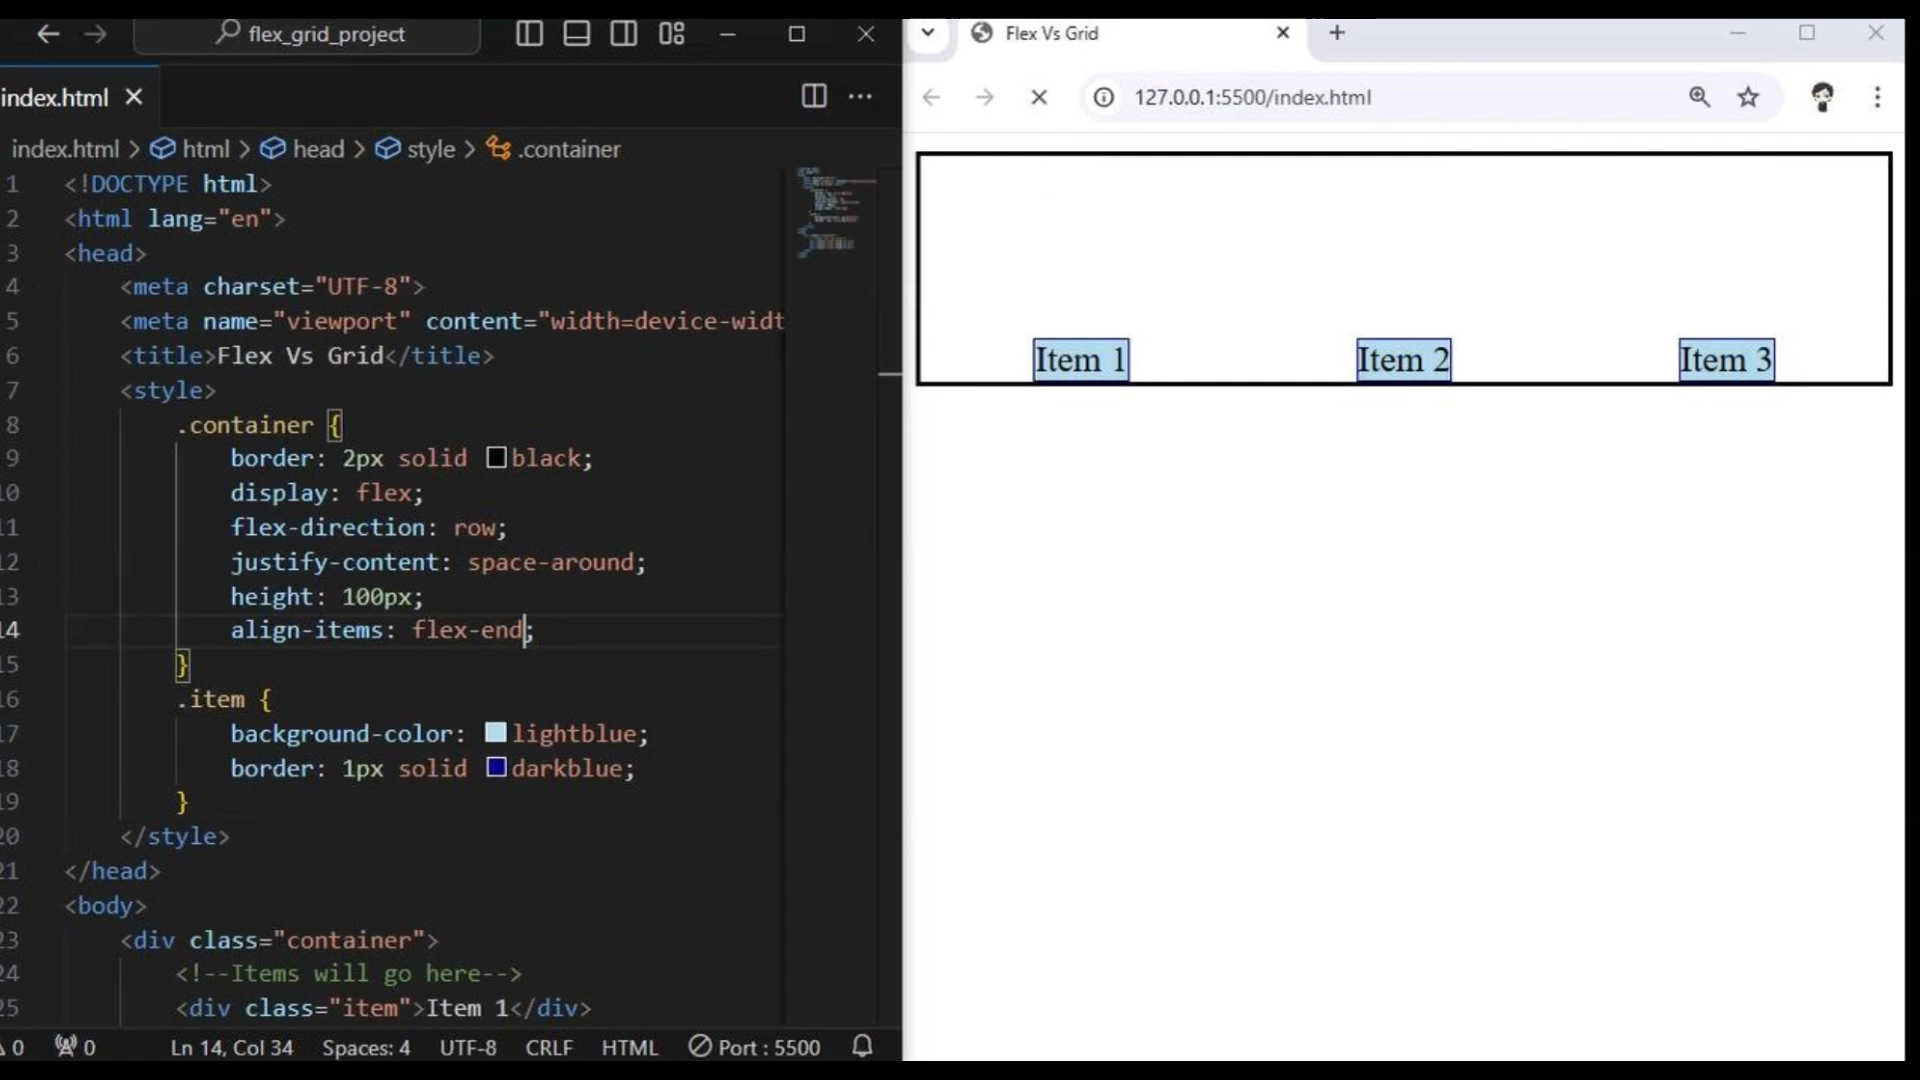 flex_grid_project
index.html
index.html > html > head > style > .container
1 <!DOCTYPE html>
2 <html lang="en">
3 <head>
4 <meta charset="UTF-8">
5 <meta name="viewport" content="width=device-widt
6 <title>Flex Vs Grid</title>
7 <style>
8 .container {
9 border: 2px solid black;
10 display: flex;
11 flex-direction: row;
12 justify-content: space-around;
13 height: 100px;
14 align-items: flex-end;
15 }
16 .item {
17 background-color: lightblue;
18 border: 1px solid darkblue;
19 }
20 </style>
21 </head>
22 <body>
23 <div class="container">
24 <!--Items will go here-->
25 <div class="item">Item 1</div>
0 0 Ln 14, Col 34 Spaces: 4 UTF-8 CRLF HTML Port : 5500
Flex Vs Grid
127.0.0.1:5500/index.html
Item 1 Item 2 Item 3